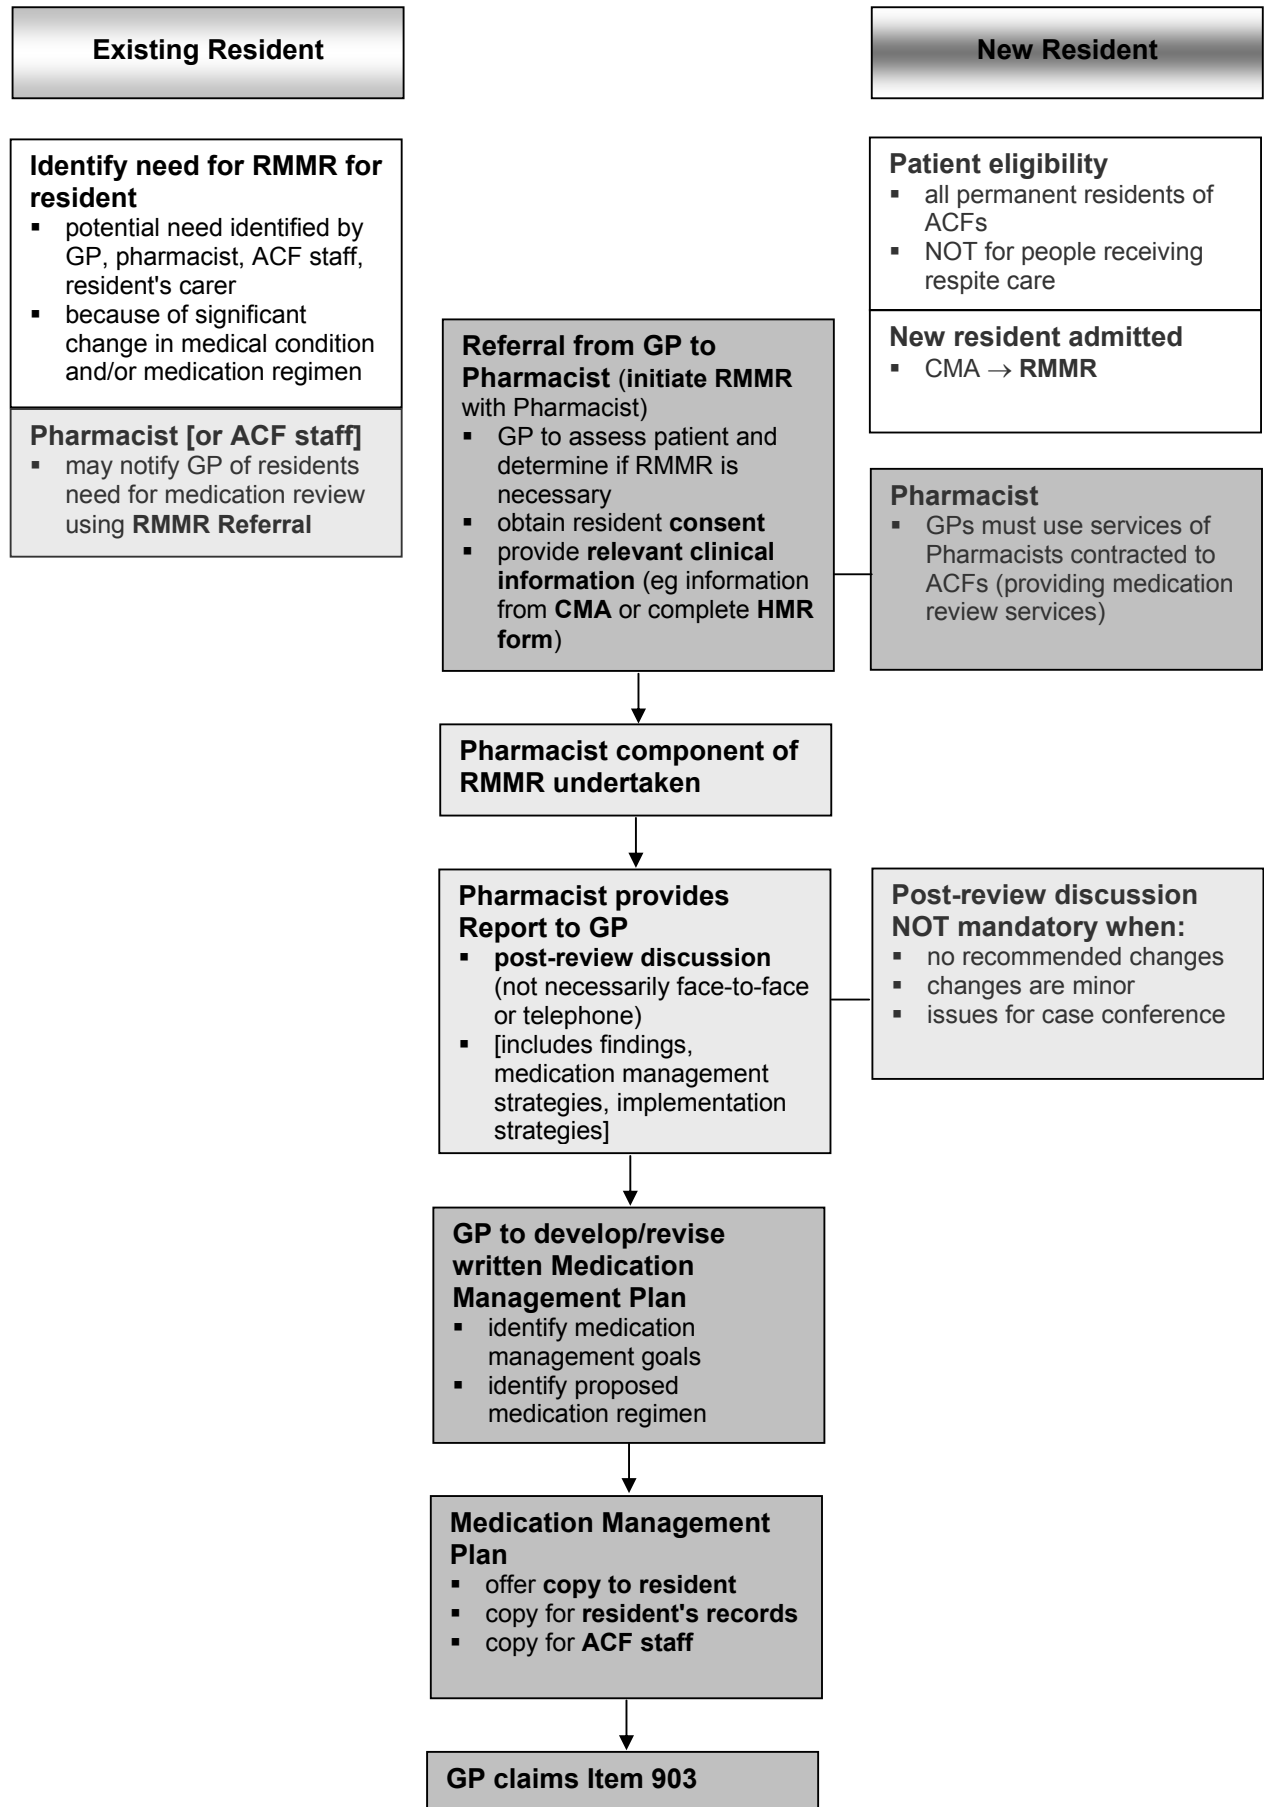 Existing Resident
New Resident
Identify need for RMMR for
resident
▪ potential need identified by
GP, pharmacist, ACF staff,
resident's carer
▪ because of significant
change in medical condition
and/or medication regimen
Pharmacist [or ACF staff]
▪ may notify GP of residents
need for medication review
using RMMR Referral
Patient eligibility
▪ all permanent residents of
ACFs
▪ NOT for people receiving
respite care
New resident admitted
▪ CMA → RMMR
Referral from GP to
Pharmacist (initiate RMMR
with Pharmacist)
▪ GP to assess patient and
determine if RMMR is
necessary
▪ obtain resident consent
▪ provide relevant clinical
information (eg information
from CMA or complete HMR
form)
Pharmacist
▪ GPs must use services of
Pharmacists contracted to
ACFs (providing medication
review services)
Pharmacist component of
RMMR undertaken
Pharmacist provides
Report to GP
▪ post-review discussion
(not necessarily face-to-face
or telephone)
▪ [includes findings,
medication management
strategies, implementation
strategies]
Post-review discussion
NOT mandatory when:
▪ no recommended changes
▪ changes are minor
▪ issues for case conference
GP to develop/revise
written Medication
Management Plan
▪ identify medication
management goals
▪ identify proposed
medication regimen
Medication Management
Plan
▪ offer copy to resident
▪ copy for resident's records
▪ copy for ACF staff
GP claims Item 903